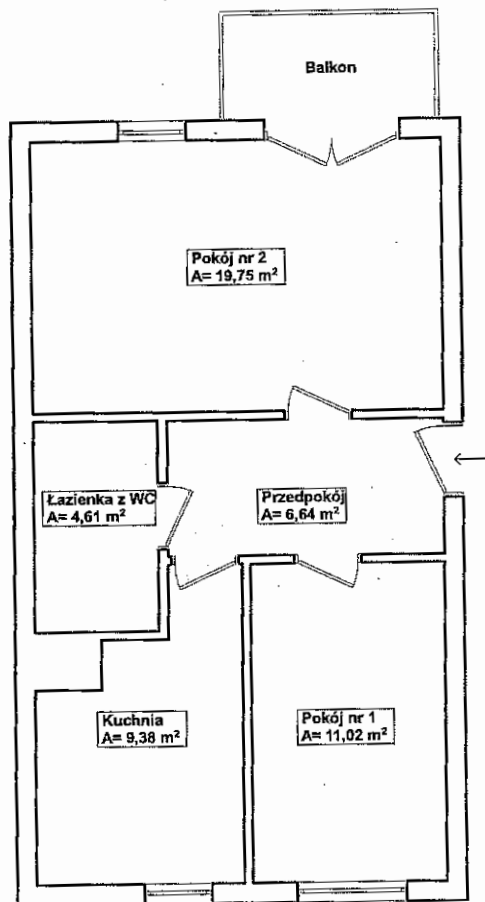 Balkon
Pokój nr 2
A= 19,75 m²
Łazienka z WC
A= 4,61 m²
Przedpokój
A= 6,64 m²
Kuchnia
A= 9,38 m²
Pokój nr 1
A= 11,02 m²